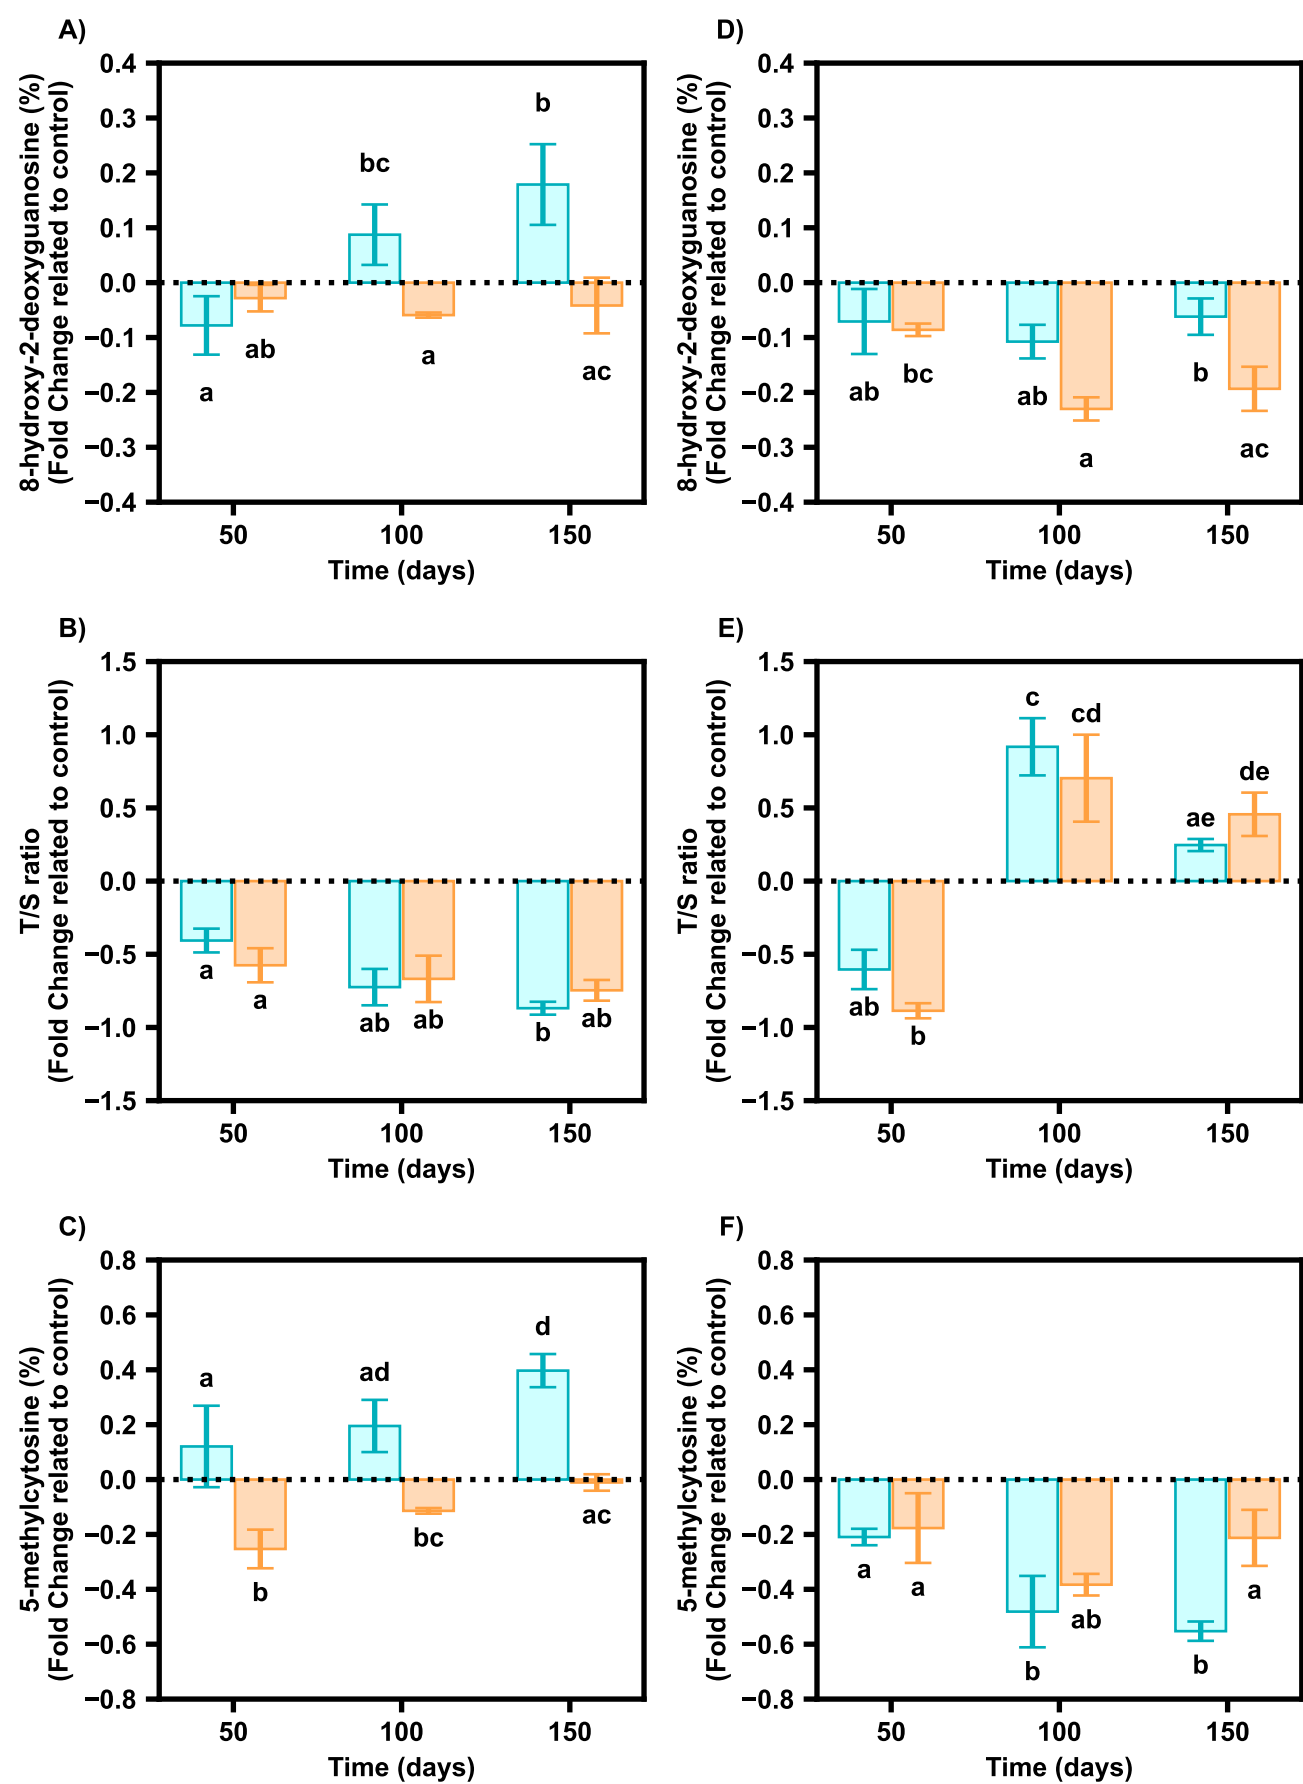 A)
8-hydroxy-2-deoxyguanosine (%)
(Fold Change related to control)
0.4
0.3
0.2
0.1
0.0
−0.1
−0.2
−0.3
−0.4
a
ab
bc
a
b
ac
50
100
150
Time (days)
D)
8-hydroxy-2-deoxyguanosine (%)
(Fold Change related to control)
0.4
0.3
0.2
0.1
0.0
−0.1
−0.2
−0.3
−0.4
ab
bc
ab
a
b
ac
50
100
150
Time (days)
B)
T/S ratio
(Fold Change related to control)
1.5
1.0
0.5
0.0
−0.5
−1.0
−1.5
a
a
ab
ab
b
ab
50
100
150
Time (days)
E)
T/S ratio
(Fold Change related to control)
1.5
1.0
0.5
0.0
−0.5
−1.0
−1.5
ab
b
c
cd
ae
de
50
100
150
Time (days)
C)
5-methylcytosine (%)
(Fold Change related to control)
0.8
0.6
0.4
0.2
0.0
−0.2
−0.4
−0.6
−0.8
a
b
ad
bc
d
ac
50
100
150
Time (days)
F)
5-methylcytosine (%)
(Fold Change related to control)
0.8
0.6
0.4
0.2
0.0
−0.2
−0.4
−0.6
−0.8
a
a
b
ab
b
a
50
100
150
Time (days)